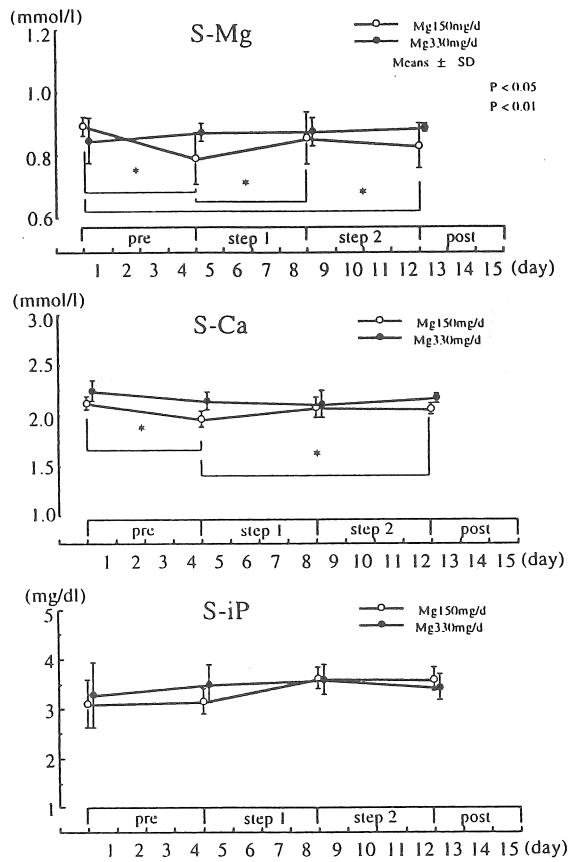 (mmol/l)
1.2
S-Mg
Mg150mg/d
Mg330mg/d
Means ± SD
P < 0.05
P < 0.01
1.0
0.8
* * *
0.6
pre step 1 step 2 post
1 2 3 4 5 6 7 8 9 10 11 12 13 14 15 (day)
(mmol/l)
3.0
S-Ca
Mg150mg/d
Mg330mg/d
2.5
2.0
* *
1.5
1.0
pre step 1 step 2 post
1 2 3 4 5 6 7 8 9 10 11 12 13 14 15 (day)
(mg/dl)
5
S-iP
Mg150mg/d
Mg330mg/d
4
3
2
1
pre step 1 step 2 post
1 2 3 4 5 6 7 8 9 10 11 12 13 14 15 (day)